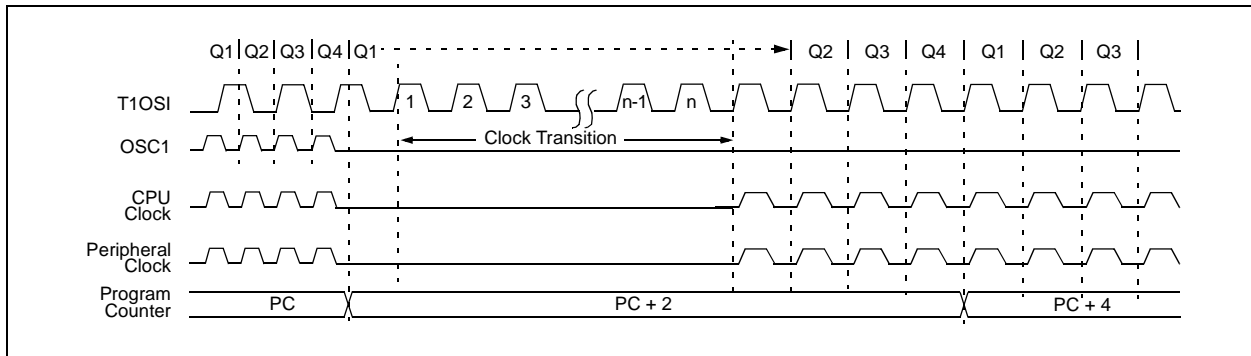 Q1 Q2 Q3 Q4 Q1 Q2 Q3 Q4 Q1 Q2 Q3
T1OSI 1 2 3 n-1 n
Clock Transition
OSC1
CPU
Clock
Peripheral
Clock
Program
Counter
PC PC + 2 PC + 4